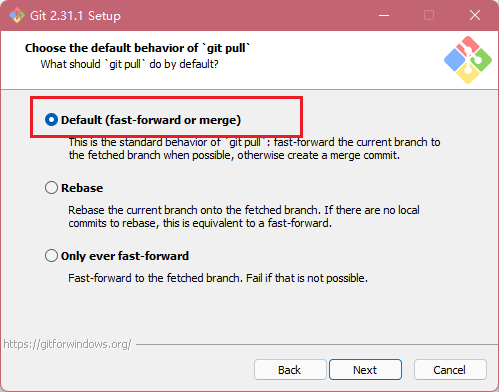 Git 2.31.1 Setup
Choose the default behavior of `git pull`
What should `git pull` do by default?
Default (fast-forward or merge)
This is the standard behavior of `git pull`: fast-forward the current branch to
the fetched branch when possible, otherwise create a merge commit.
Rebase
Rebase the current branch onto the fetched branch. If there are no local
commits to rebase, this is equivalent to a fast-forward.
Only ever fast-forward
Fast-forward to the fetched branch. Fail if that is not possible.
https://gitforwindows.org/
Back Next Cancel